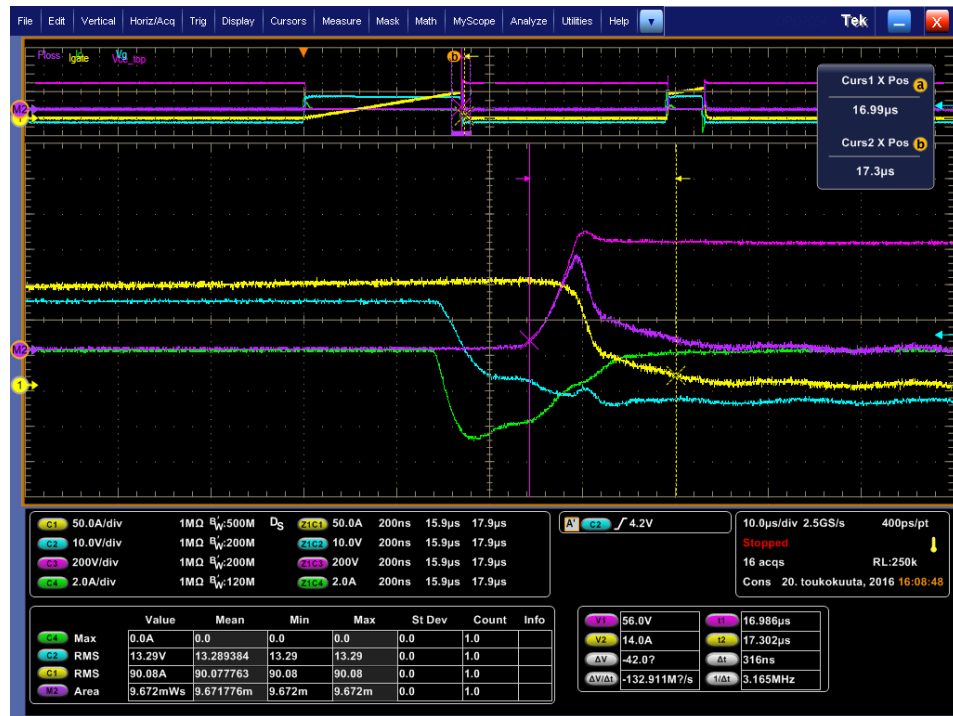 File Edit Vertical Horiz/Acq Trig Display Cursors Measure Mask Math MyScope Analyze Utilities Help Tek X
Ploss Igate Vg Vce_top
b
Curs1 X Pos a
16.99µs
Curs2 X Pos b
17.3µs
M2
M2
1
C1 50.0A/div 1MΩ BW:500M DS Z1C1 50.0A 200ns 15.9µs 17.9µs
C2 10.0V/div 1MΩ BW:200M Z1C2 10.0V 200ns 15.9µs 17.9µs
C3 200V/div 1MΩ BW:200M Z1C3 200V 200ns 15.9µs 17.9µs
C4 2.0A/div 1MΩ BW:120M Z1C4 2.0A 200ns 15.9µs 17.9µs
A' C2 4.2V
10.0µs/div 2.5GS/s 400ps/pt
Stopped
16 acqs RL:250k
Cons 20. toukokuuta, 2016 16:08:48
Value Mean Min Max St Dev Count Info
C4 Max 0.0A 0.0 0.0 0.0 0.0 1.0
C2 RMS 13.29V 13.289384 13.29 13.29 0.0 1.0
C1 RMS 90.08A 90.077763 90.08 90.08 0.0 1.0
M2 Area 9.672mWs 9.671776m 9.672m 9.672m 0.0 1.0
V1 56.0V t1 16.986µs
V2 14.0A t2 17.302µs
ΔV -42.0? Δt 316ns
ΔV/Δt -132.911M?/s 1/Δt 3.165MHz